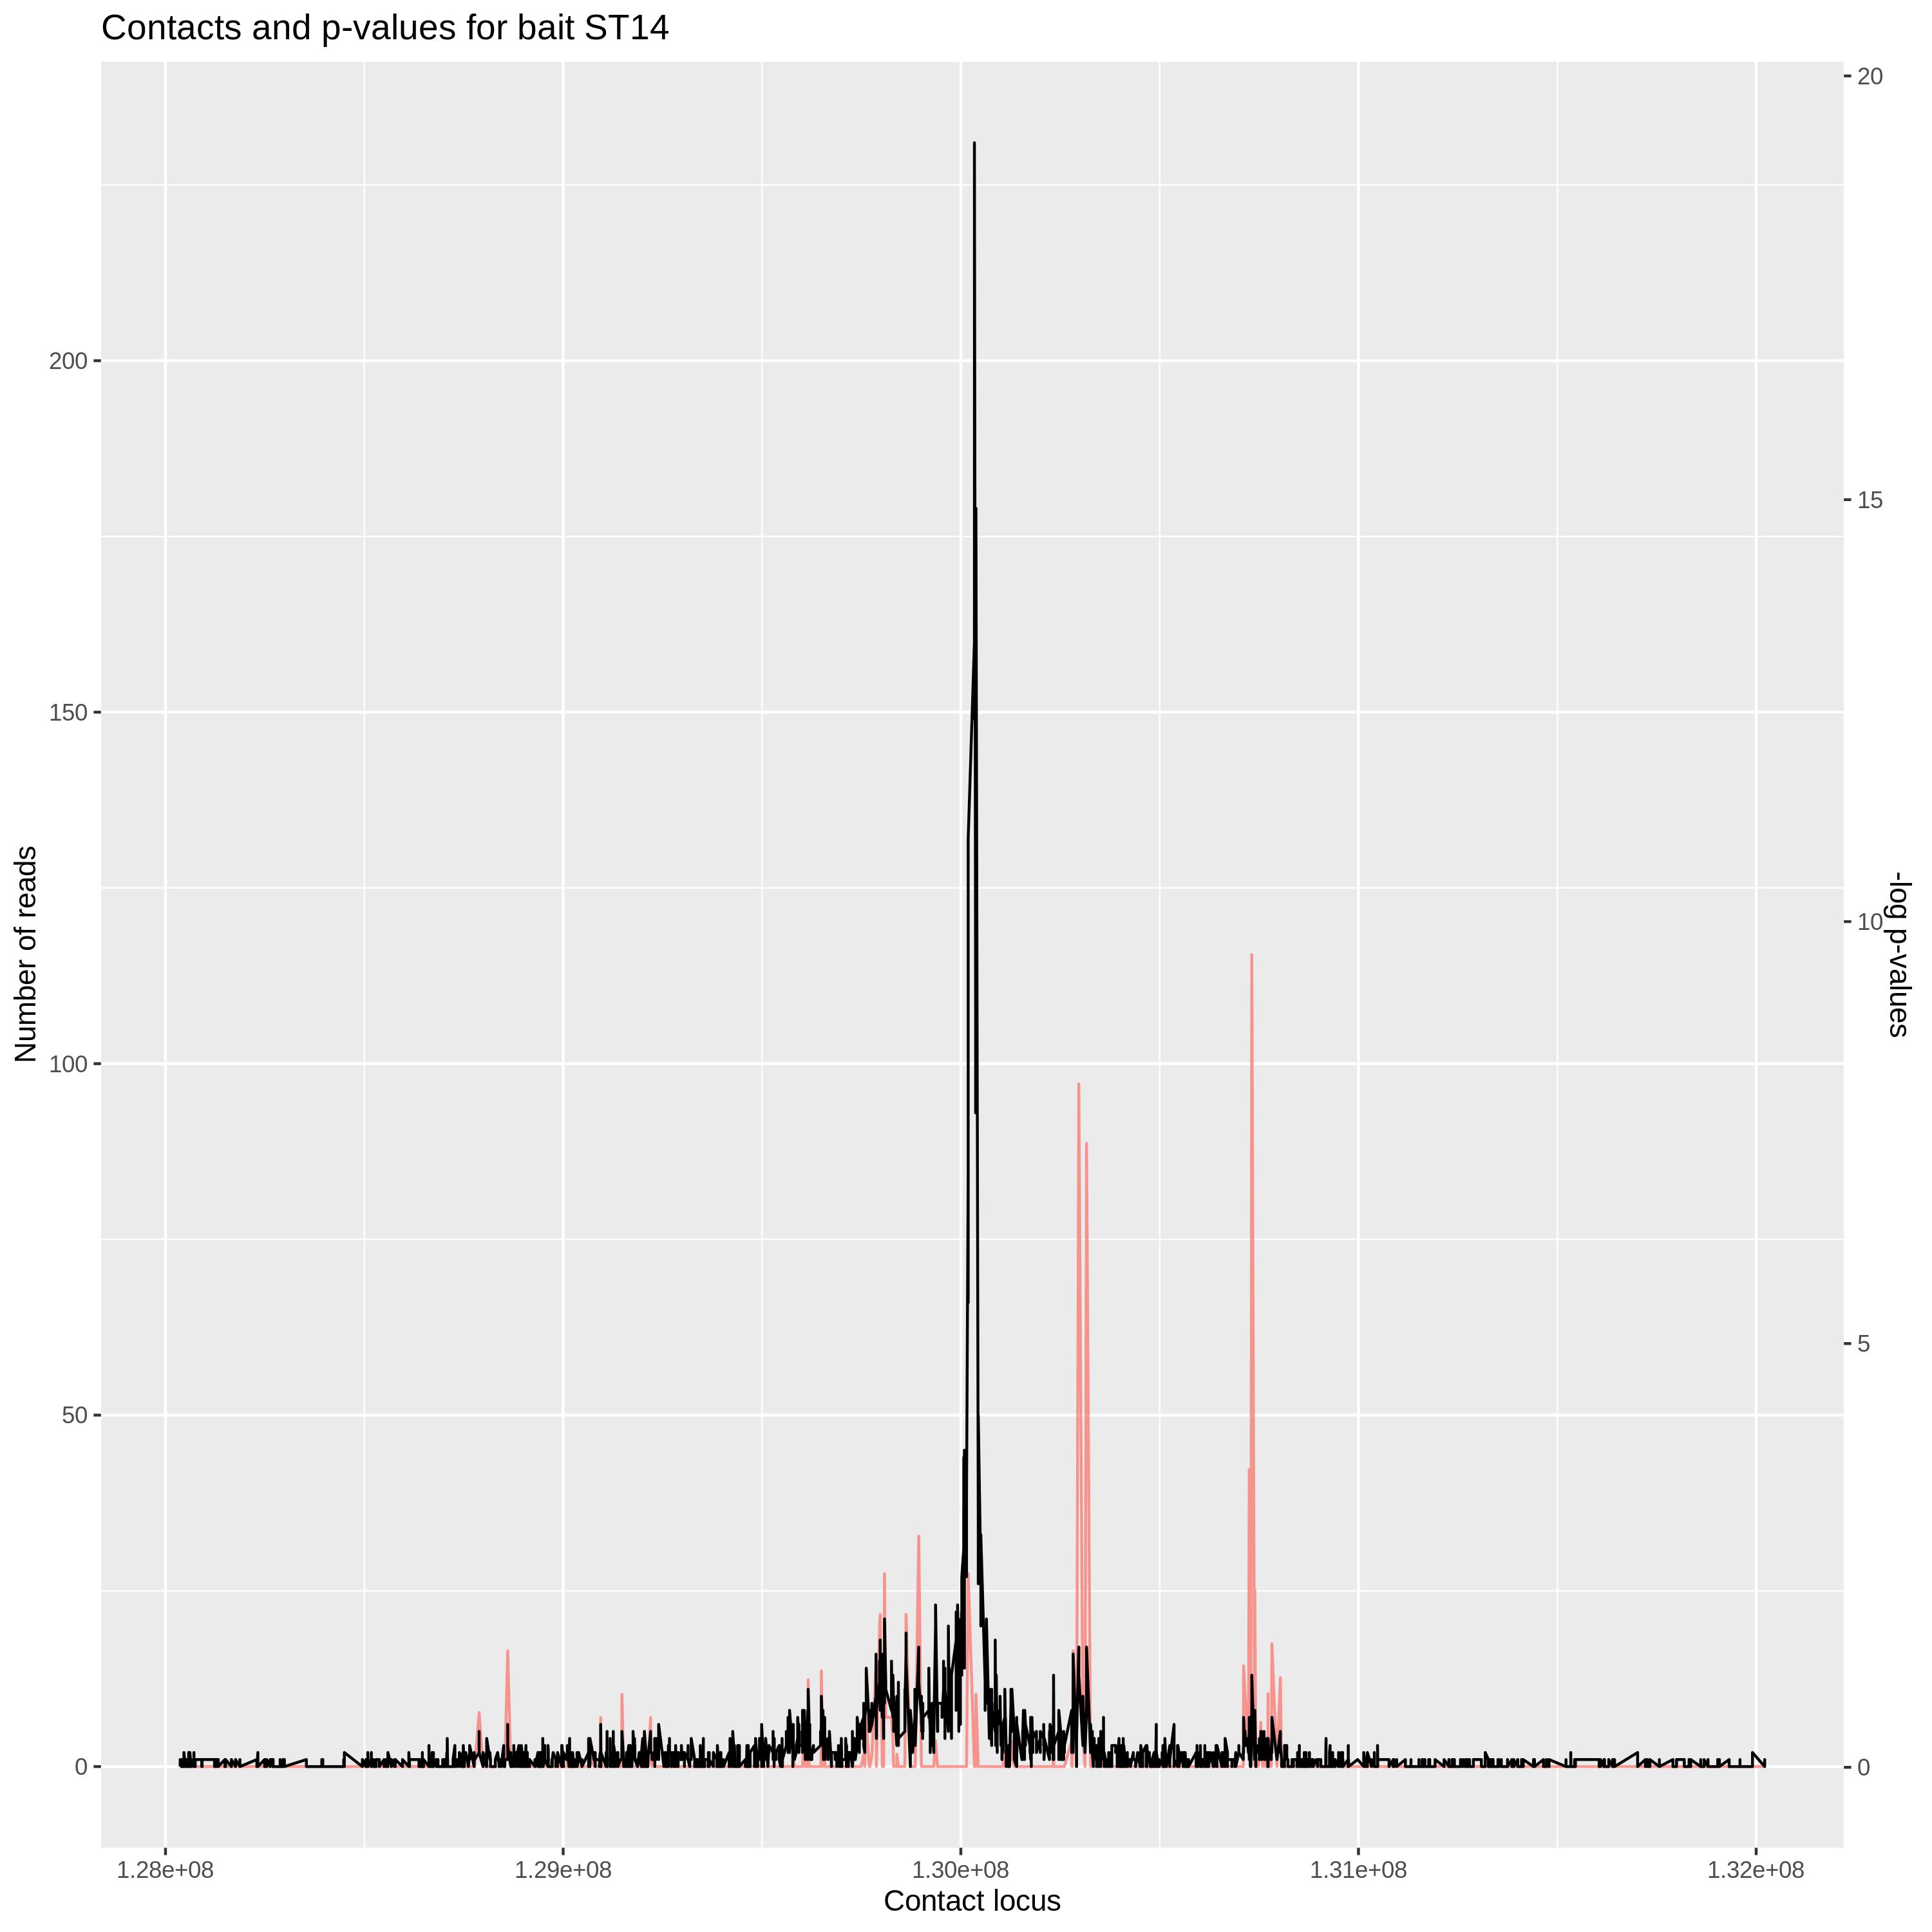 Contacts and p-values for bait ST14
20
15
10
5
0
-log p-values
200
150
100
50
0
Number of reads
1.28e+08 1.29e+08 1.30e+08 1.31e+08 1.32e+08
Contact locus